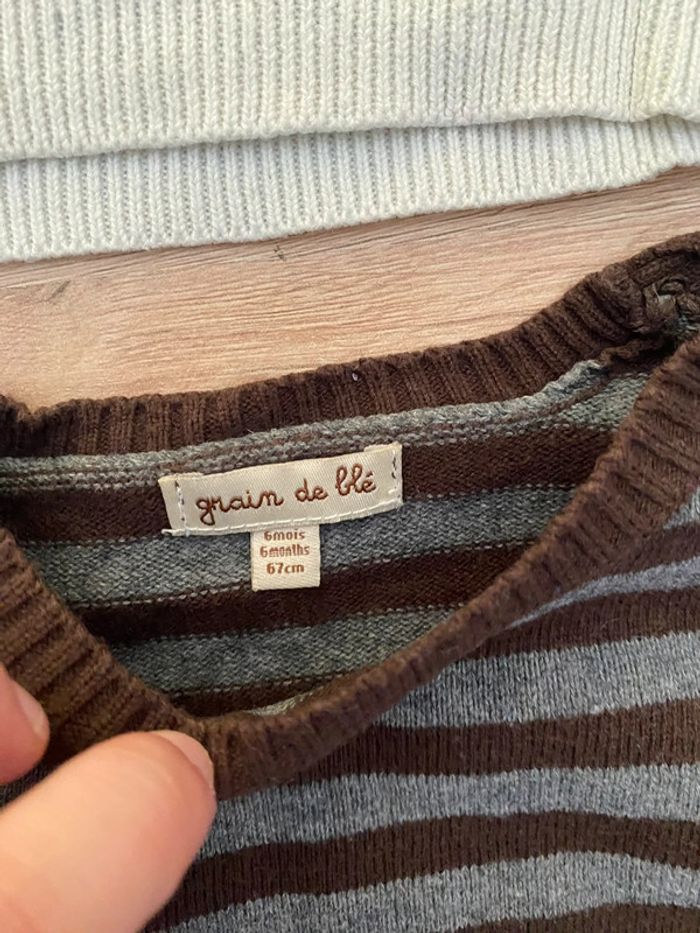 grain de blé
6mois
6months
67cm